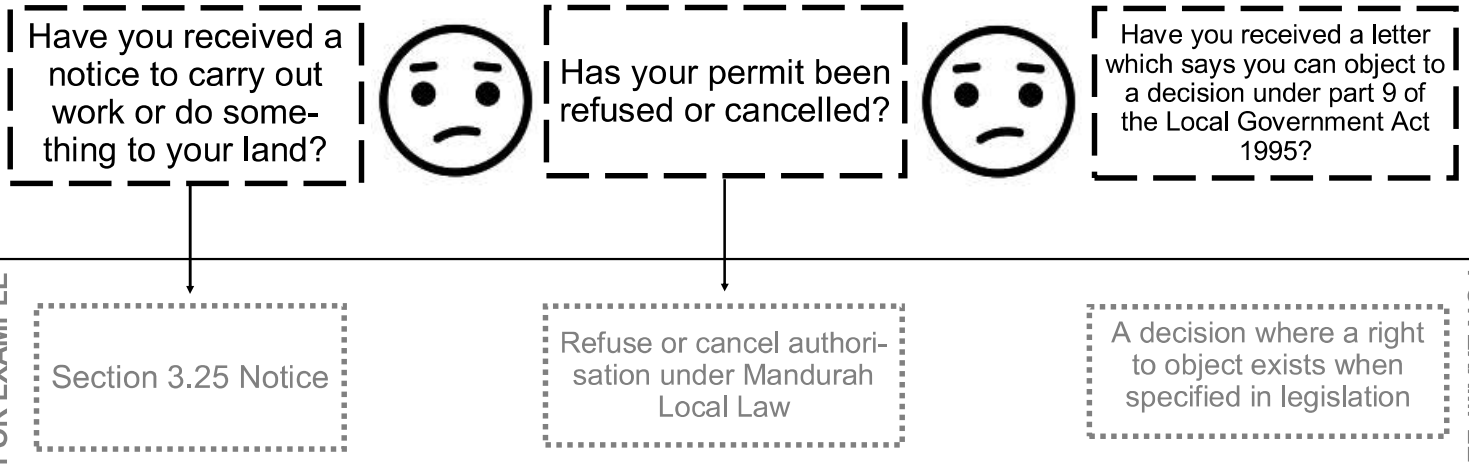 Have you received a
notice to carry out
work or do some-
thing to your land?
Has your permit been
refused or cancelled?
Have you received a letter
which says you can object to
a decision under part 9 of
the Local Government Act
1995?
Section 3.25 Notice
Refuse or cancel authori-
sation under Mandurah
Local Law
A decision where a right
to object exists when
specified in legislation